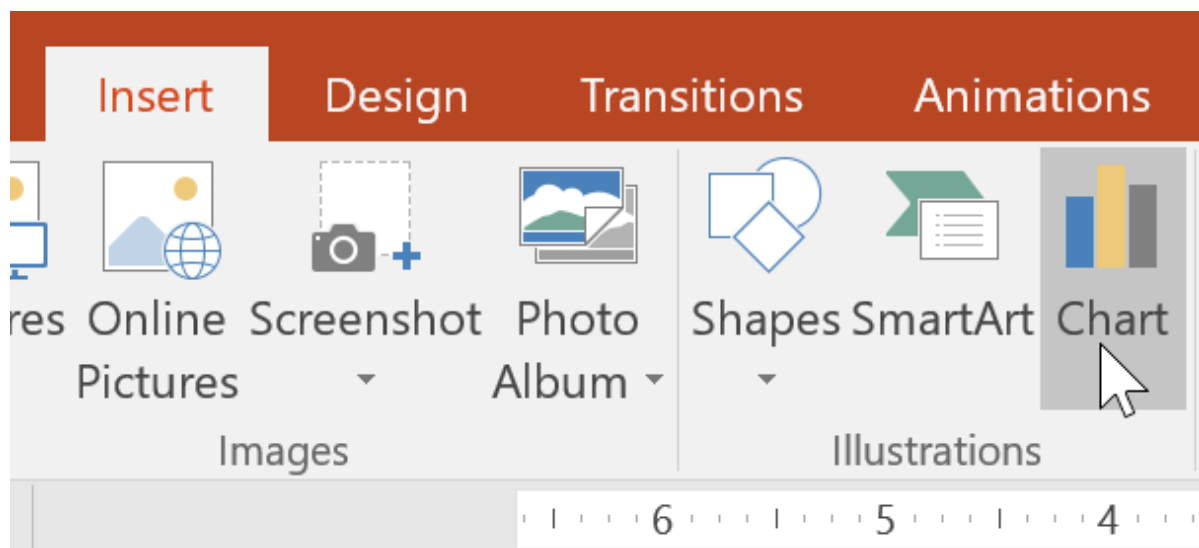 Insert Design Transitions Animations
res Online Screenshot Photo Shapes SmartArt Chart
Pictures Album
Images Illustrations
6 5 4